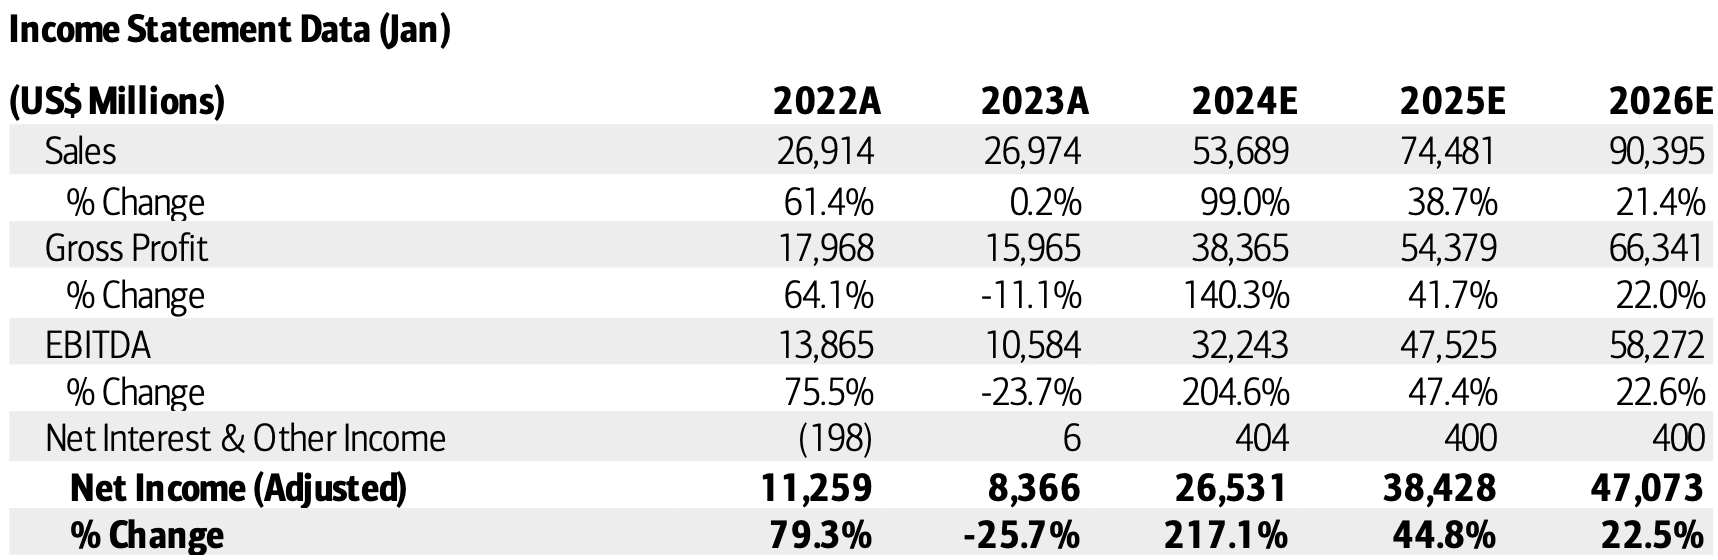 Income Statement Data (Jan)
(US$ Millions) 2022A 2023A 2024E 2025E 2026E
Sales 26,914 26,974 53,689 74,481 90,395
% Change 61.4% 0.2% 99.0% 38.7% 21.4%
Gross Profit 17,968 15,965 38,365 54,379 66,341
% Change 64.1% -11.1% 140.3% 41.7% 22.0%
EBITDA 13,865 10,584 32,243 47,525 58,272
% Change 75.5% -23.7% 204.6% 47.4% 22.6%
Net Interest & Other Income (198) 6 404 400 400
Net Income (Adjusted) 11,259 8,366 26,531 38,428 47,073
% Change 79.3% -25.7% 217.1% 44.8% 22.5%